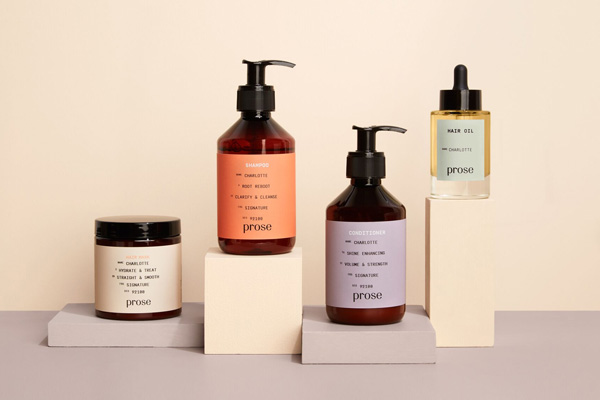 HAIR MASK
CHARLOTTE
HYDRATE & TREAT
STRAIGHT & SMOOTH
SIGNATURE
prose
SHAMPOO
CHARLOTTE
ROOT REBOOT
CLARIFY & CLEANSE
SIGNATURE
prose
CONDITIONER
CHARLOTTE
SHINE ENHANCING
VOLUME & STRENGTH
SIGNATURE
prose
HAIR OIL
CHARLOTTE
prose